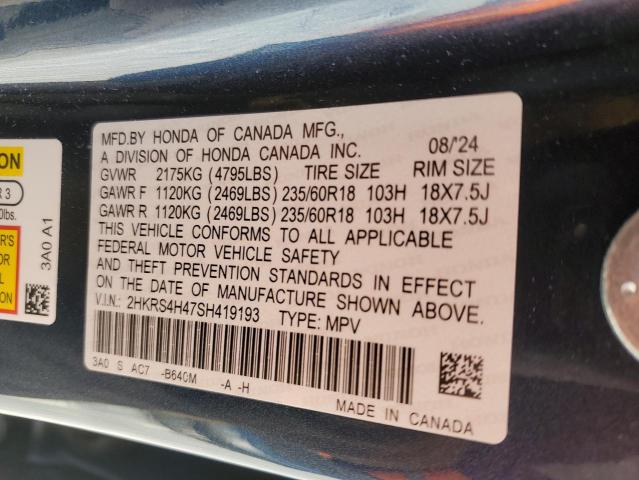 MFD.BY HONDA OF CANADA MFG.,
A DIVISION OF HONDA CANADA INC. 08/'24
GVWR 2175KG (4795LBS) TIRE SIZE RIM SIZE
GAWR F 1120KG (2469LBS) 235/60R18 103H 18X7.5J
GAWR R 1120KG (2469LBS) 235/60R18 103H 18X7.5J
THIS VEHICLE CONFORMS TO ALL APPLICABLE
FEDERAL MOTOR VEHICLE SAFETY
AND THEFT PREVENTION STANDARDS IN EFFECT
ON THE DATE OF MANUFACTURE SHOWN ABOVE.
V.I.N.: 2HKRS4H47SH419193 TYPE: MPV
3A0 S AC7 -B640M -A -H
MADE IN CANADA
ION
R 3
0lbs.
R'S
3A0 A1